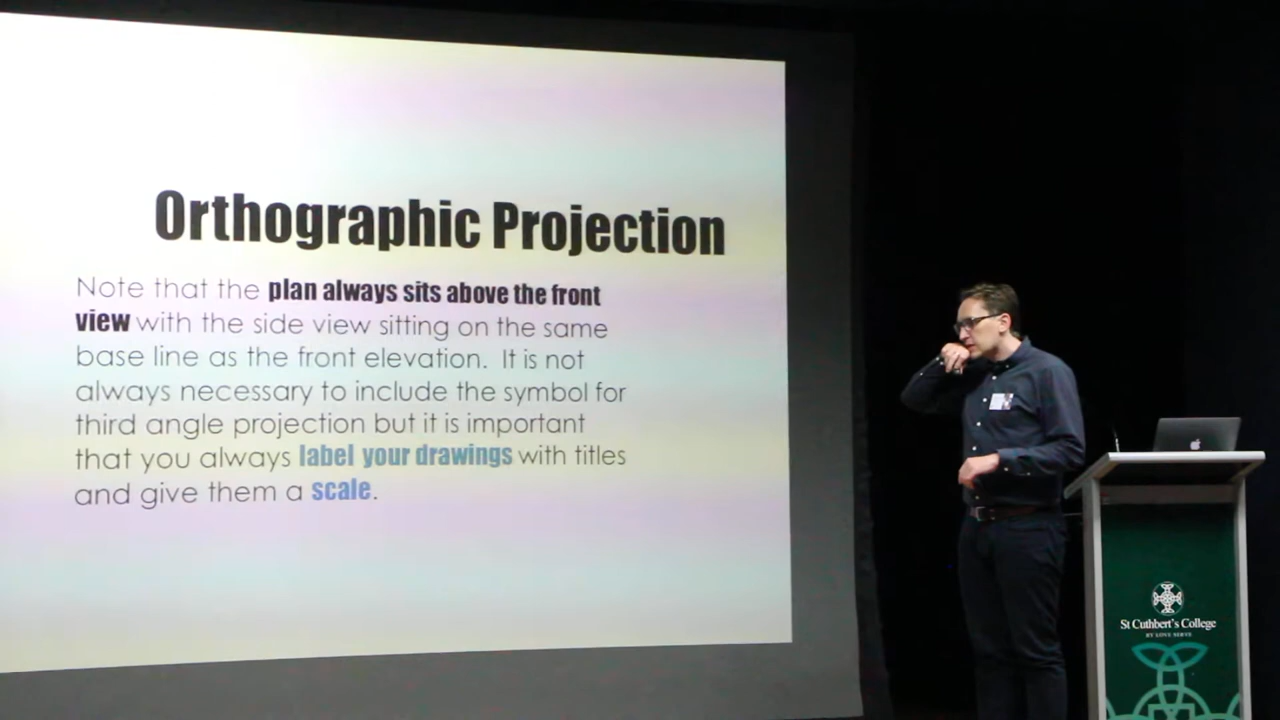 Orthographic Projection
Note that the plan always sits above the front
view with the side view sitting on the same
base line as the front elevation. It is not
always necessary to include the symbol for
third angle projection but it is important
that you always label your drawings with titles
and give them a scale.
St Cuthbert's College
BY LOVE SERVE